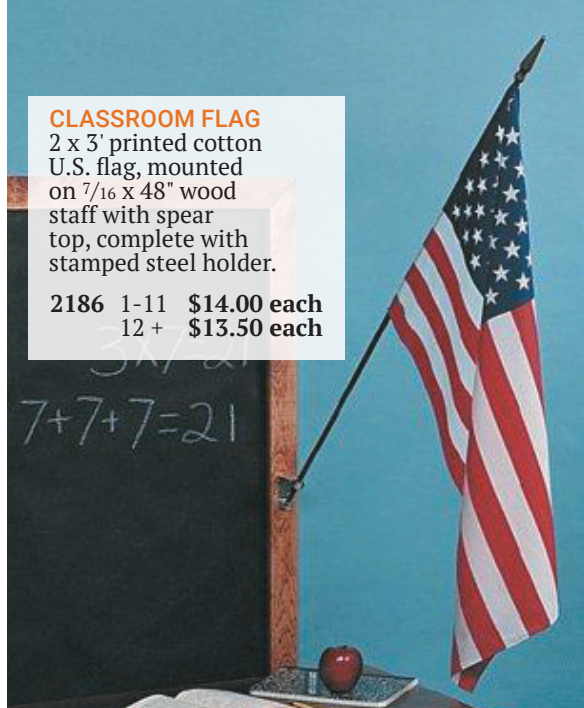 CLASSROOM FLAG
2 x 3' printed cotton
U.S. flag, mounted
on 7/16 x 48" wood
staff with spear
top, complete with
stamped steel holder.
2186 1-11 $14.00 each
12 + $13.50 each
3x7=21
7+7+7=21